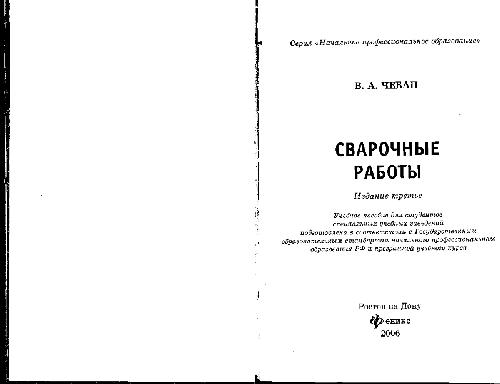 Серия «Начальное профессиональное образование»
В. А. ЧЕБАН
СВАРОЧНЫЕ
РАБОТЫ
Издание третье
Учебное пособие для студентов
специальных учебных заведений
подготовлено в соответствии с Государственным
образовательным стандартом начального профессионального
образования РФ и программой учебного курса
Ростов на Дону
Феникс
2006